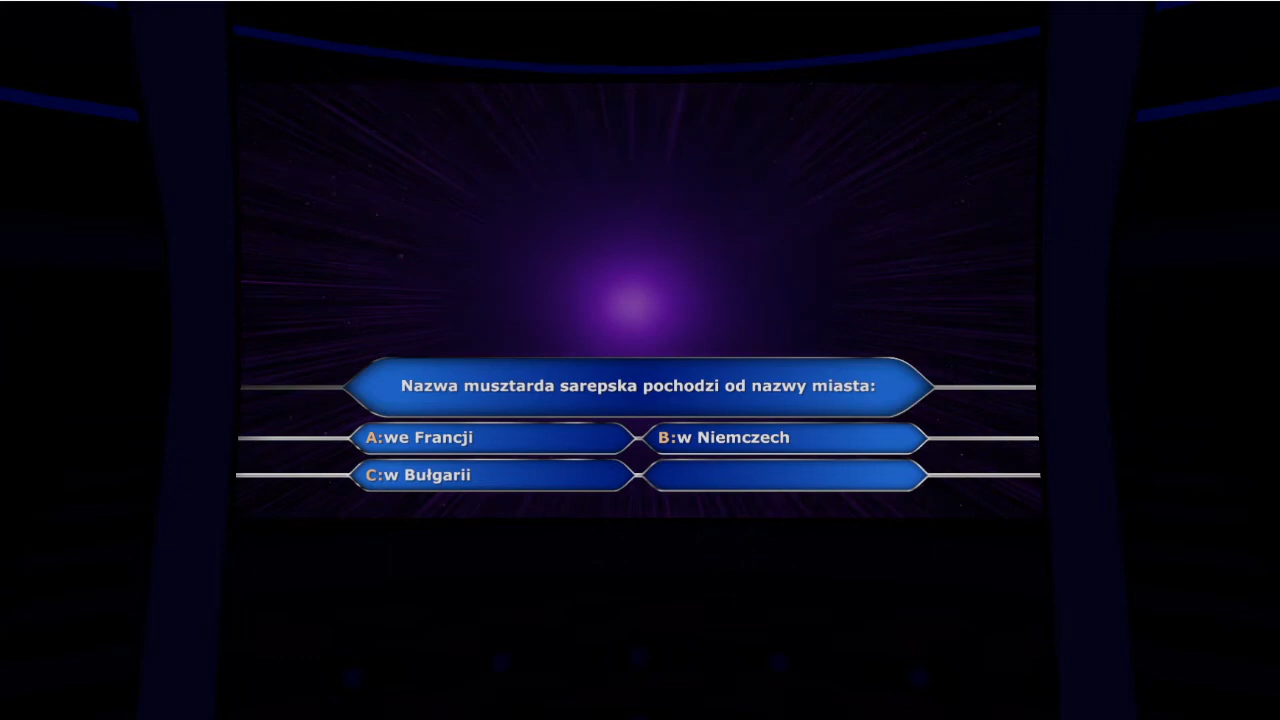 Nazwa musztarda sarepska pochodzi od nazwy miasta:
A:we Francji
B:w Niemczech
C:w Bułgarii